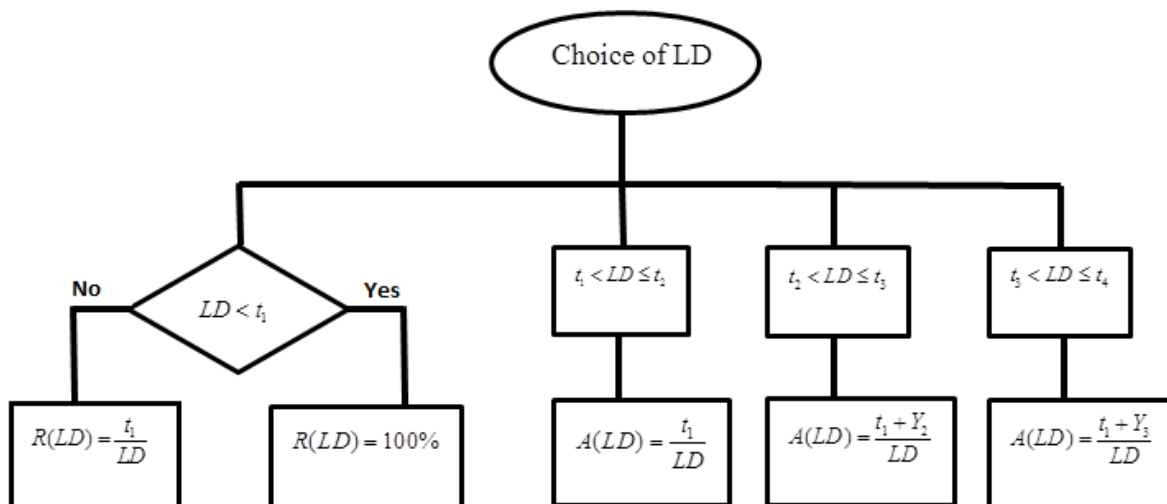 Choice of LD
No
LD < t₁
Yes
t₁ < LD ≤ t₂
t₂ < LD ≤ t₃
t₃ < LD ≤ t₄
R(LD) = t₁/LD
R(LD) = 100%
A(LD) = t₁/LD
A(LD) = (t₁ + Y₂)/LD
A(LD) = (t₁ + Y₃)/LD